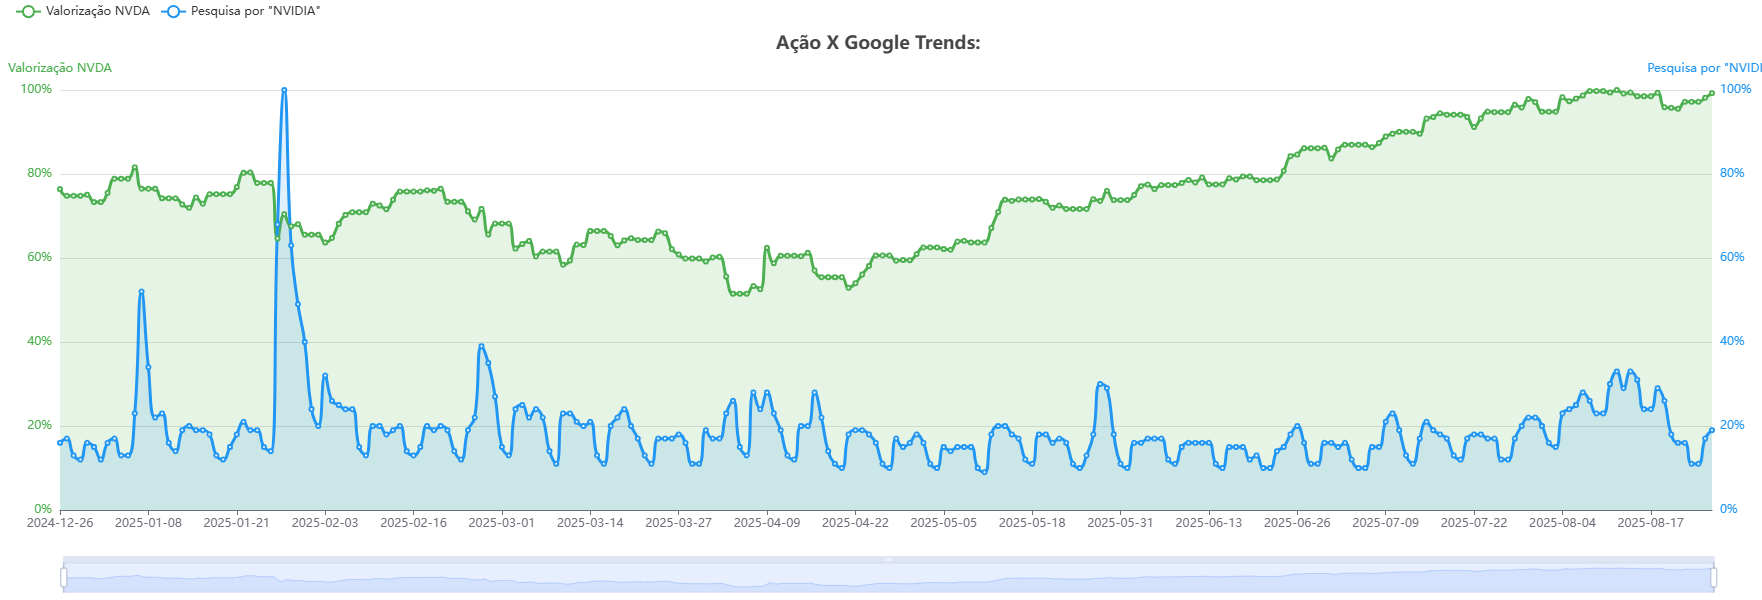 Valorização NVDA
Pesquisa por "NVIDIA"
Ação X Google Trends:
Valorização NVDA
Pesquisa por "NVIDI
100%
80%
60%
40%
20%
0%
100%
80%
60%
40%
20%
0%
2024-12-26 2025-01-08 2025-01-21 2025-02-03 2025-02-16 2025-03-01 2025-03-14 2025-03-27 2025-04-09 2025-04-22 2025-05-05 2025-05-18 2025-05-31 2025-06-13 2025-06-26 2025-07-09 2025-07-22 2025-08-04 2025-08-17